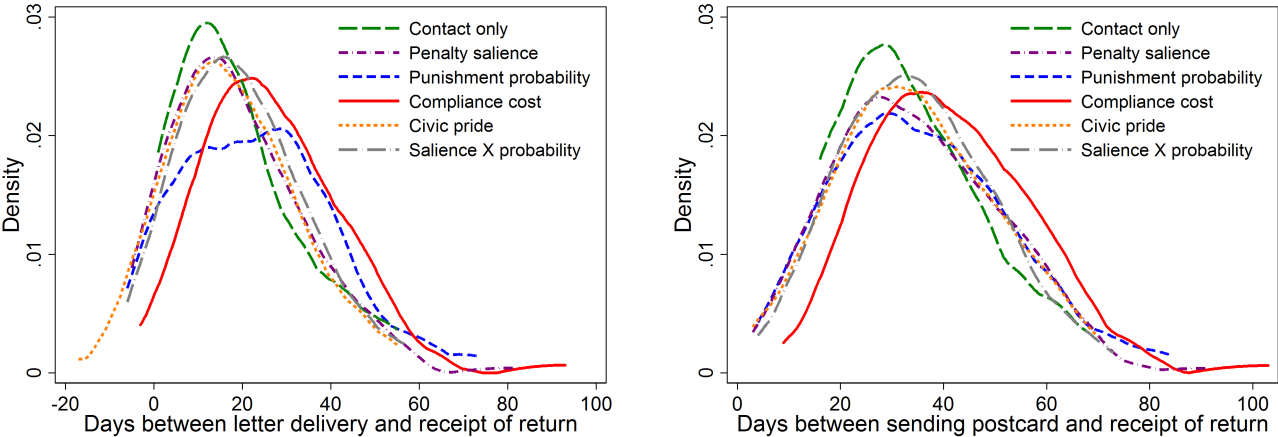 .03
.02
.01
0
Density
Contact only
Penalty salience
Punishment probability
Compliance cost
Civic pride
Salience X probability
-20 0 20 40 60 80 100
Days between letter delivery and receipt of return
.03
.02
.01
0
Density
Contact only
Penalty salience
Punishment probability
Compliance cost
Civic pride
Salience X probability
0 20 40 60 80 100
Days between sending postcard and receipt of return